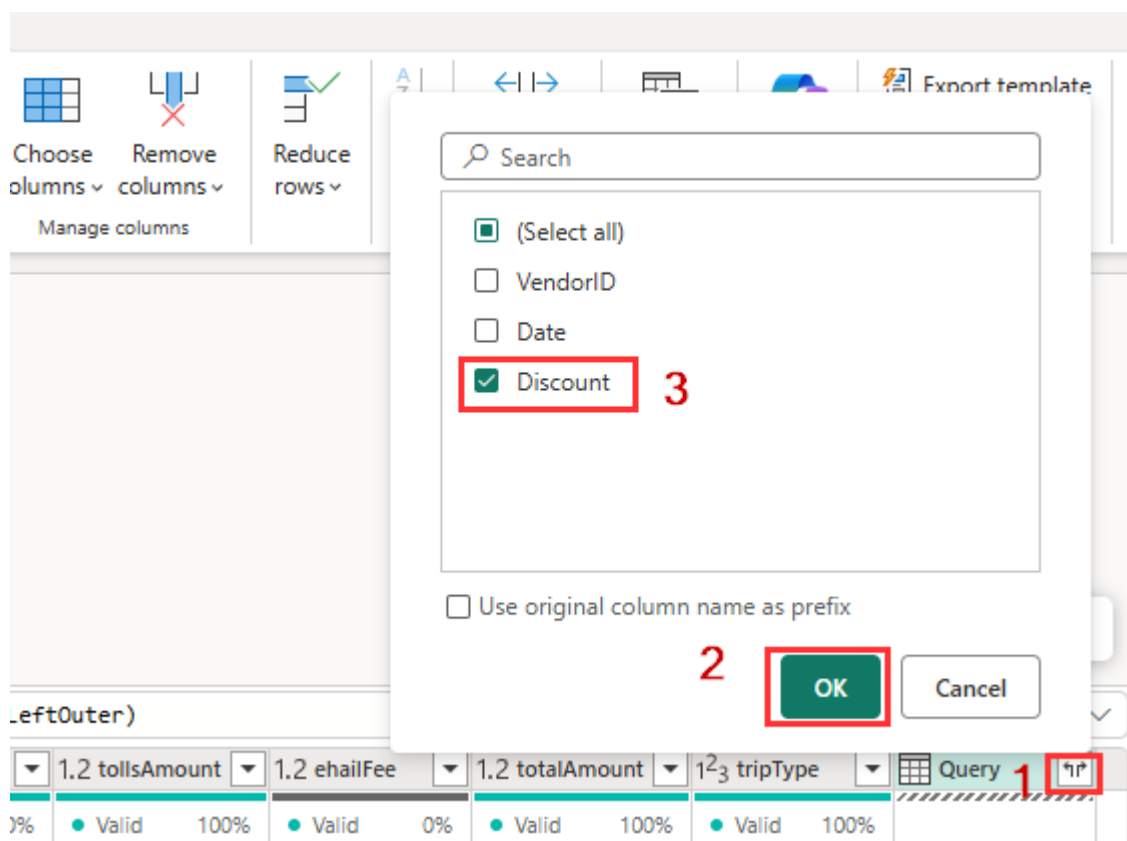 Export template
Choose Remove Reduce
olumns columns rows
Manage columns
Search
(Select all)
VendorID
Date
Discount 3
Use original column name as prefix
2
OK Cancel
LeftOuter)
1.2 tollsAmount 1.2 ehailFee 1.2 totalAmount 123 tripType Query 1
0% Valid 100% Valid 0% Valid 100% Valid 100%